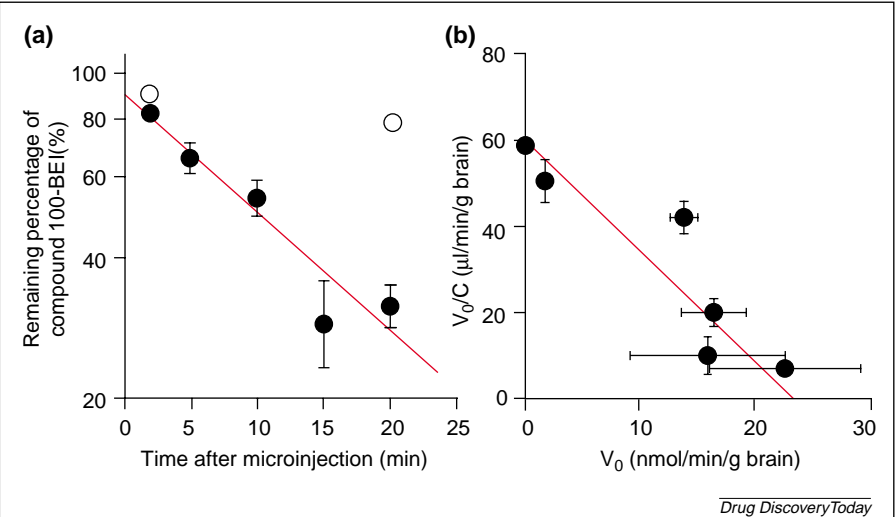 (a)
Remaining percentage of
compound 100-BEI(%)
100
80
60
40
20
0 5 10 15 20 25
Time after microinjection (min)
(b)
V₀/C (μl/min/g brain)
80
60
40
20
0
0 10 20 30
V₀ (nmol/min/g brain)
Drug DiscoveryToday